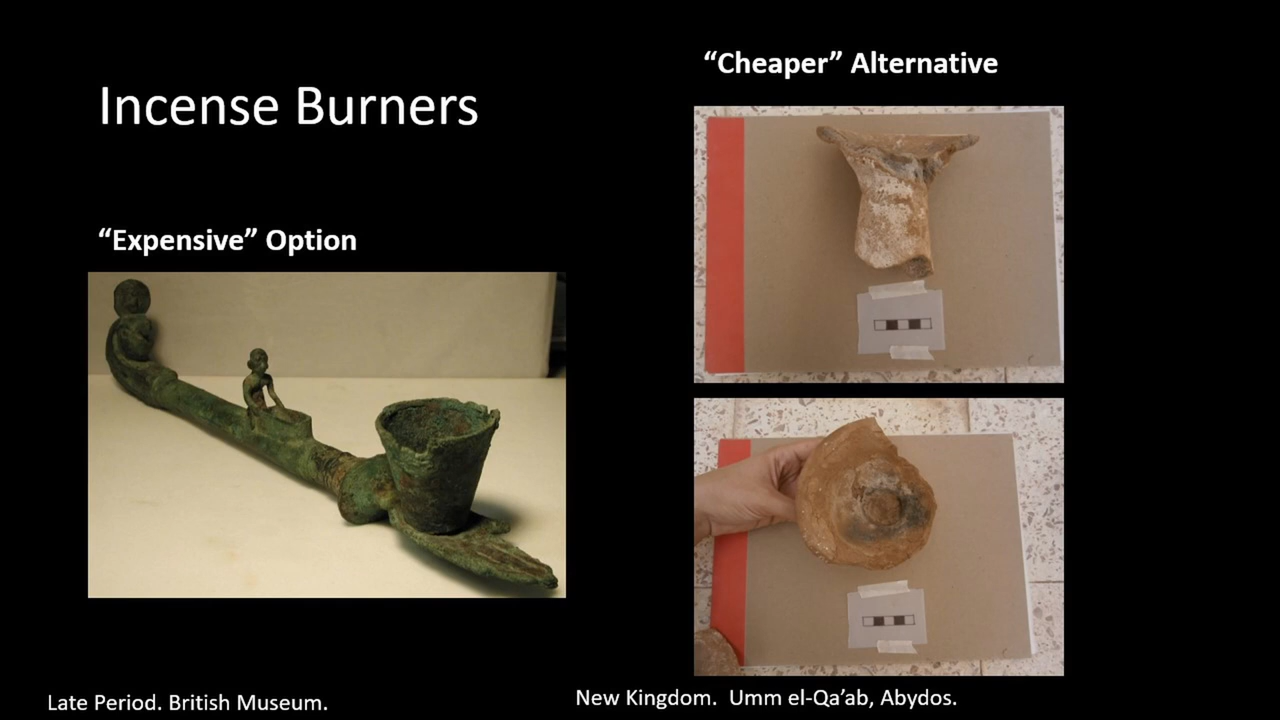 Incense Burners
“Expensive” Option
Late Period. British Museum.
“Cheaper” Alternative
New Kingdom.  Umm el-Qa’ab, Abydos.